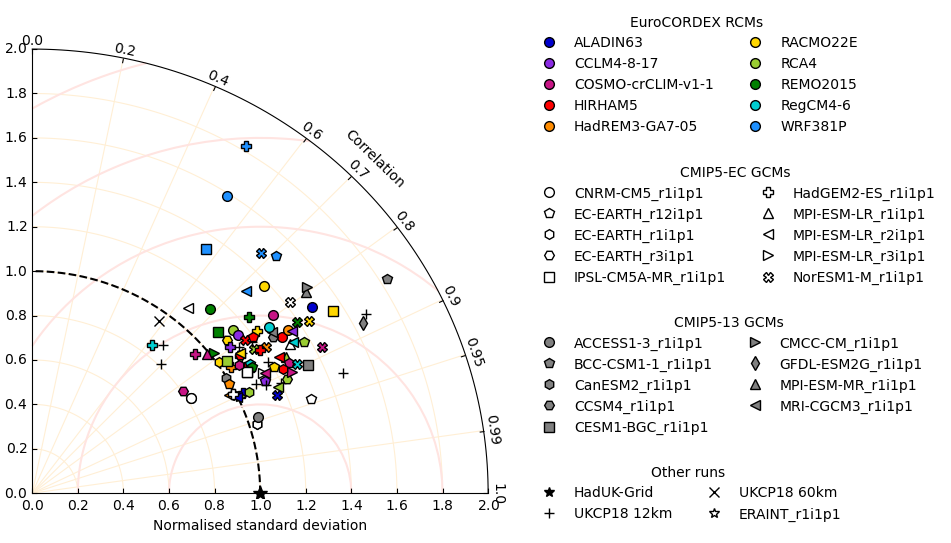 EuroCORDEX RCMs
ALADIN63
CCLM4-8-17
COSMO-crCLIM-v1-1
HIRHAM5
HadREM3-GA7-05
RACMO22E
RCA4
REMO2015
RegCM4-6
WRF381P
CMIP5-EC GCMs
CNRM-CM5_r1i1p1
EC-EARTH_r12i1p1
EC-EARTH_r1i1p1
EC-EARTH_r3i1p1
IPSL-CM5A-MR_r1i1p1
HadGEM2-ES_r1i1p1
MPI-ESM-LR_r1i1p1
MPI-ESM-LR_r2i1p1
MPI-ESM-LR_r3i1p1
NorESM1-M_r1i1p1
CMIP5-13 GCMs
ACCESS1-3_r1i1p1
BCC-CSM1-1_r1i1p1
CanESM2_r1i1p1
CCSM4_r1i1p1
CESM1-BGC_r1i1p1
CMCC-CM_r1i1p1
GFDL-ESM2G_r1i1p1
MPI-ESM-MR_r1i1p1
MRI-CGCM3_r1i1p1
Other runs
HadUK-Grid
UKCP18 12km
UKCP18 60km
ERAINT_r1i1p1
2.0
1.8
1.6
1.4
1.2
1.0
0.8
0.6
0.4
0.2
0.0
0.0
0.2
0.4
0.6
0.8
1.0
1.2
1.4
1.6
1.8
2.0
Normalised standard deviation
0.0
0.2
0.4
0.6
Correlation
0.7
0.8
0.9
0.95
0.99
1.0